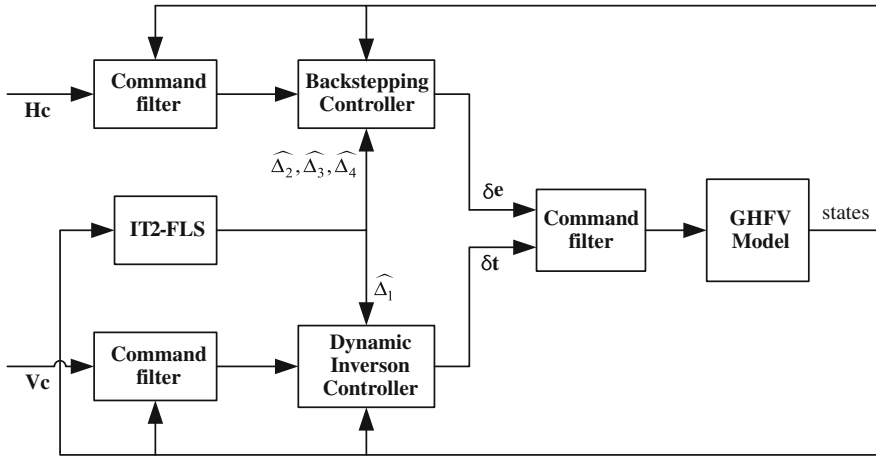 Command
filter
Backstepping
Controller
Hc
Δ̂₂, Δ̂₃, Δ̂₄
δe
IT2-FLS
Command
filter
GHFV
Model
states
δt
Δ̂₁
Command
filter
Dynamic
Inverson
Controller
Vc